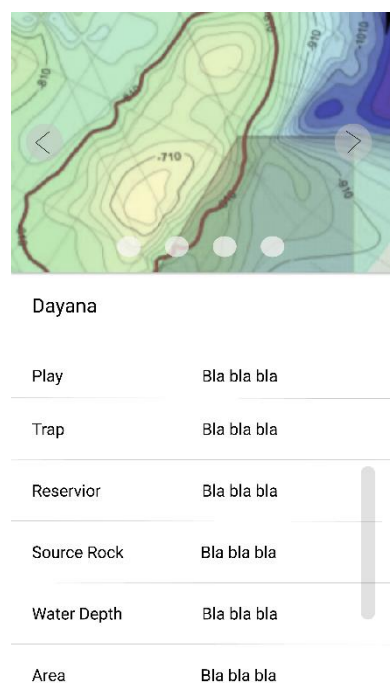 -810
-910
-1010
-710
-910
Dayana
Play Bla bla bla
Trap Bla bla bla
Reservior Bla bla bla
Source Rock Bla bla bla
Water Depth Bla bla bla
Area Bla bla bla